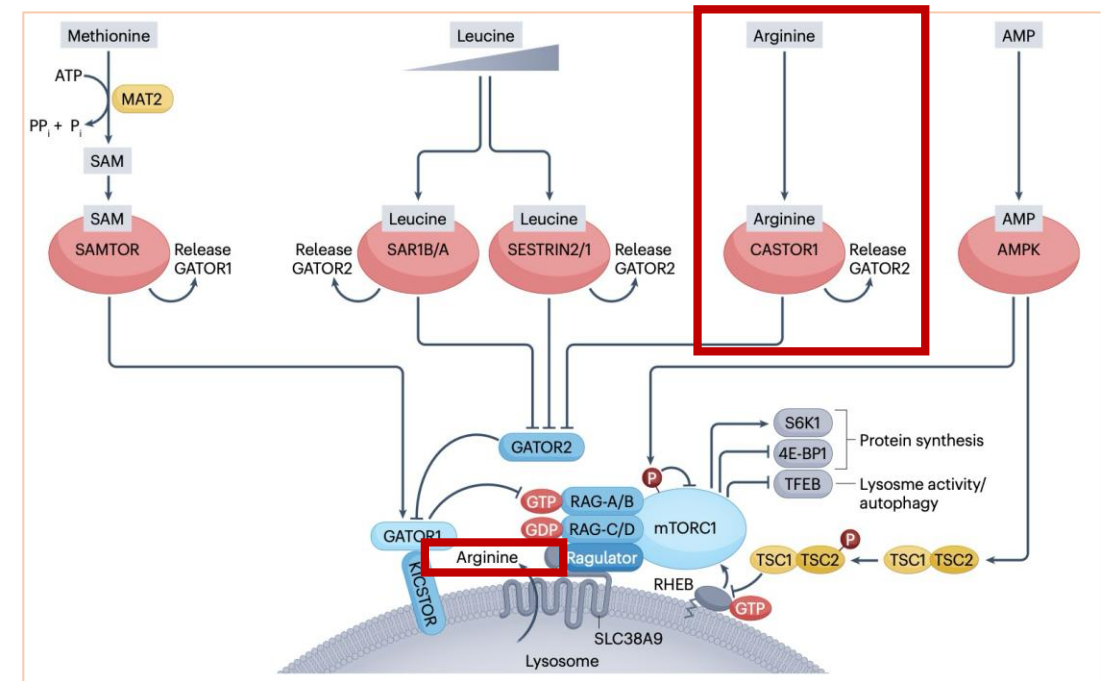 Methionine
Leucine
Arginine
AMP
ATP
MAT2
PPi + Pi
SAM
SAM
Leucine
Leucine
Arginine
AMP
SAMTOR
Release
GATOR1
Release
GATOR2
SAR1B/A
SESTRIN2/1
Release
GATOR2
CASTOR1
Release
GATOR2
AMPK
GATOR2
S6K1
4E-BP1
Protein synthesis
TFEB
Lysosme activity/
autophagy
P
GTP
RAG-A/B
GDP
RAG-C/D
mTORC1
Ragulator
GATOR1
Arginine
KICSTOR
P
TSC1
TSC2
TSC1
TSC2
RHEB
GTP
SLC38A9
Lysosome